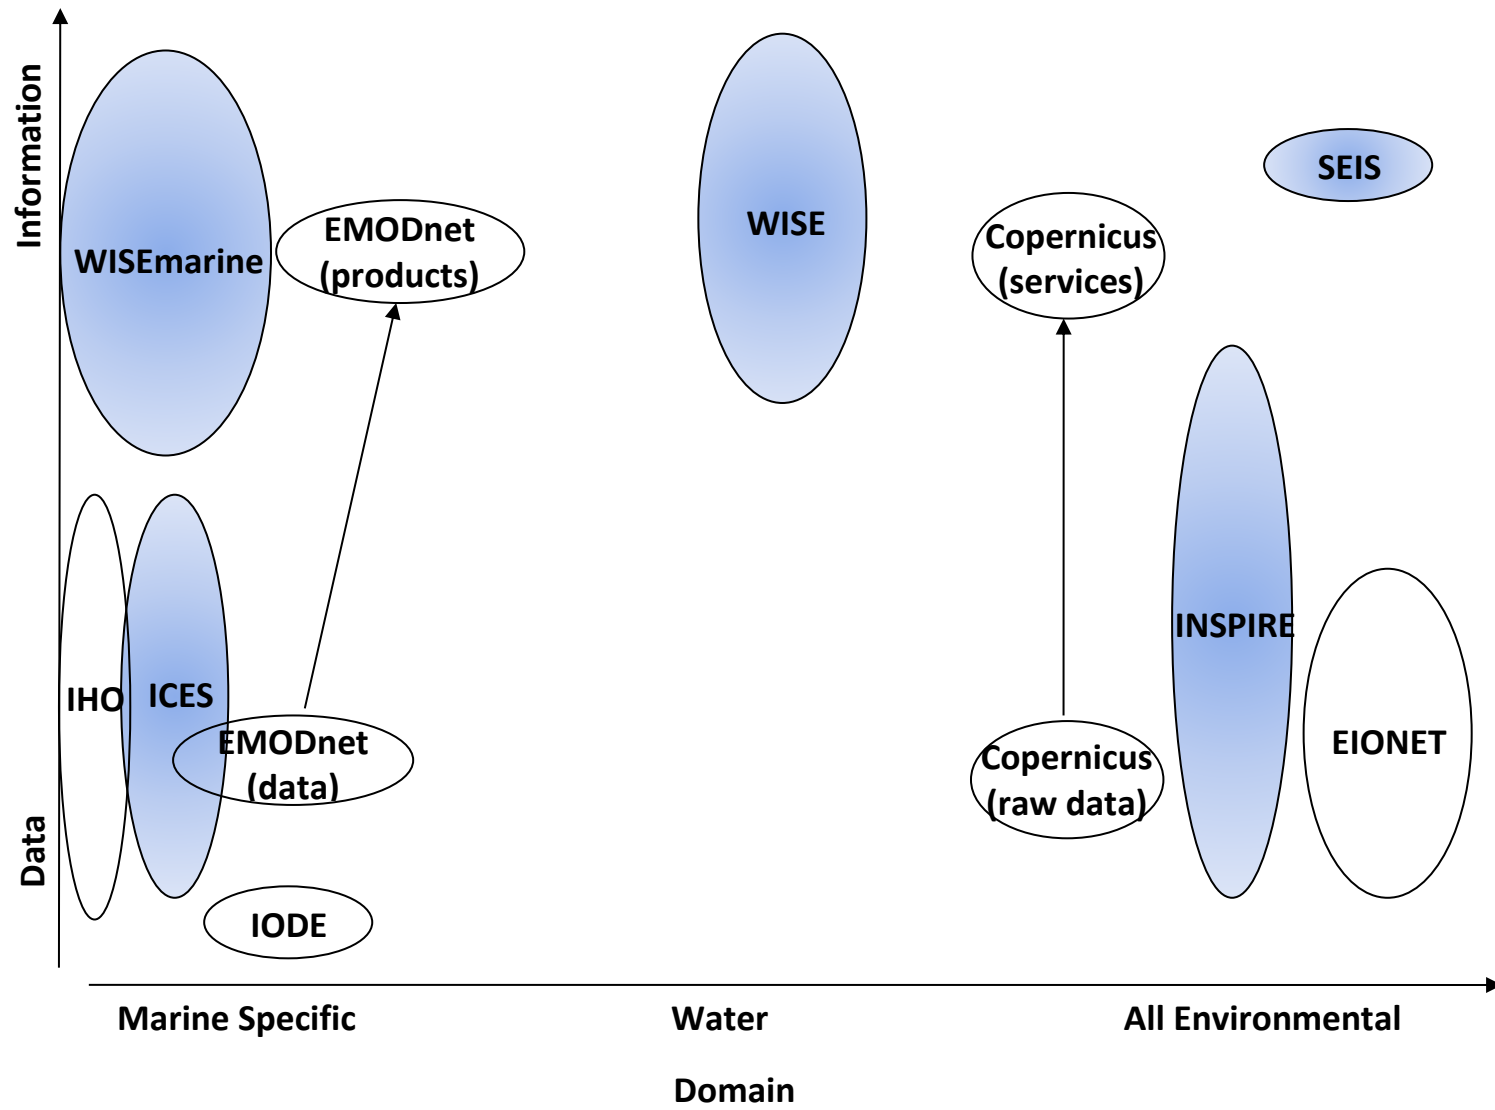 Information
Data
WISEmarine
EMODnet
(products)
WISE
Copernicus
(services)
SEIS
IHO
ICES
EMODnet
(data)
IODE
Copernicus
(raw data)
INSPIRE
EIONET
Marine Specific
Water
All Environmental
Domain